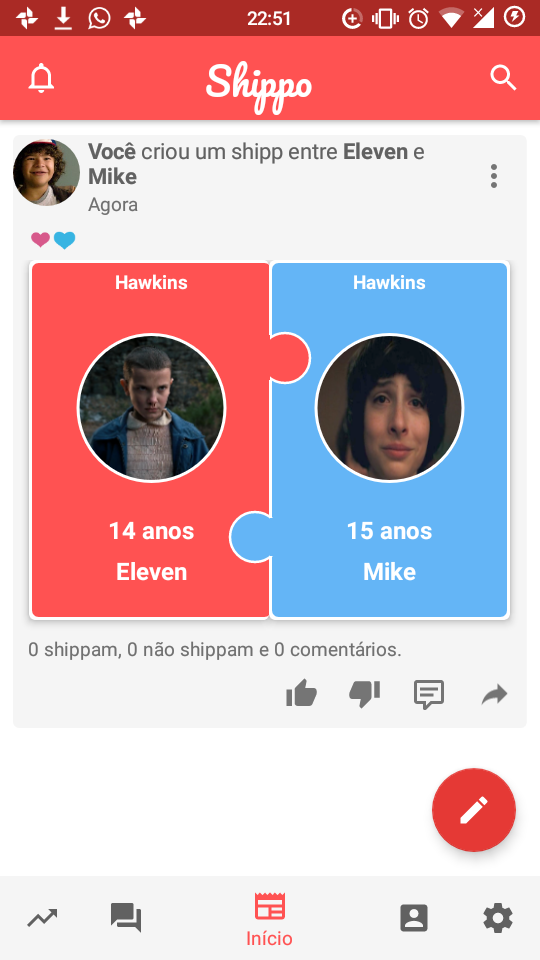 22:51
Shippo
Você criou um shipp entre Eleven e
Mike
Agora
Hawkins
Hawkins
14 anos
15 anos
Eleven
Mike
0 shippam, 0 não shippam e 0 comentários.
Início